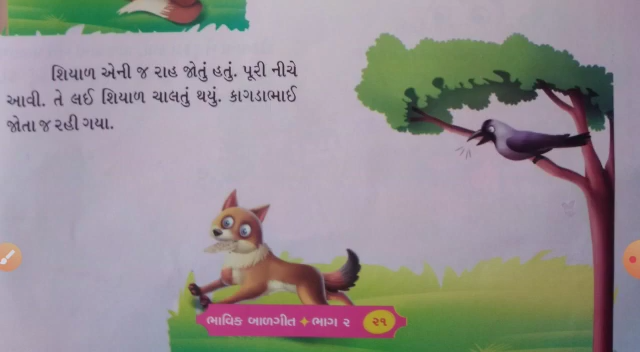 શિયાળ એની જ રાહ જોતું હતું. પૂરી નીચે
આવી. તે લઈ શિયાળ ચાલતું થયું. કાગડાભાઈ
જોતા જ રહી ગયા.
ભાવિક બાળગીત ✦ ભાગ ૨ ૨૧